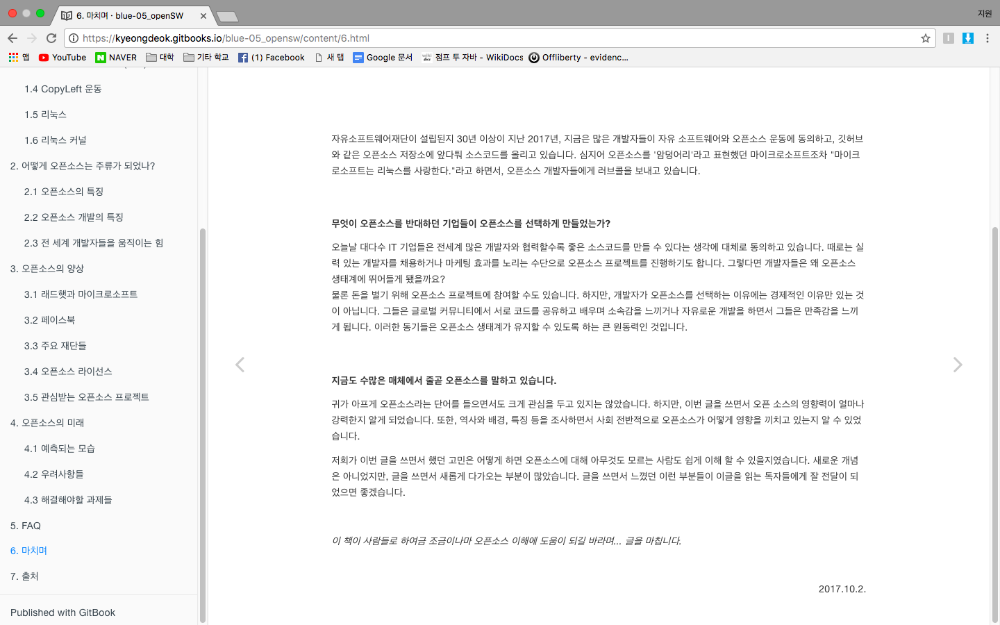 6. 마치며 · blue-05_openSW
지원
https://kyeongdeok.gitbooks.io/blue-05_opensw/content/6.html
앱 YouTube NAVER 대학 기타 학교 (1) Facebook 새 탭 Google 문서 점프 투 자바 - WikiDocs Offliberty - evidenc...
1.4 CopyLeft 운동
1.5 리눅스
1.6 리눅스 커널
2. 어떻게 오픈소스는 주류가 되었나?
2.1 오픈소스의 특징
2.2 오픈소스 개발의 특징
2.3 전 세계 개발자들을 움직이는 힘
3. 오픈소스의 양상
3.1 래드햇과 마이크로소프트
3.2 페이스북
3.3 주요 재단들
3.4 오픈소스 라이선스
3.5 관심받는 오픈소스 프로젝트
4. 오픈소스의 미래
4.1 예측되는 모습
4.2 우려사항들
4.3 해결해야할 과제들
5. FAQ
6. 마치며
7. 출처
Published with GitBook
자유소프트웨어재단이 설립된지 30년 이상이 지난 2017년, 지금은 많은 개발자들이 자유 소프트웨어와 오픈소스 운동에 동의하고, 깃허브
와 같은 오픈소스 저장소에 앞다퉈 소스코드를 올리고 있습니다. 심지어 오픈소스를 '암덩어리'라고 표현했던 마이크로소프트조차 "마이크
로소프트는 리눅스를 사랑한다."라고 하면서, 오픈소스 개발자들에게 러브콜을 보내고 있습니다.
무엇이 오픈소스를 반대하던 기업들이 오픈소스를 선택하게 만들었는가?
오늘날 대다수 IT 기업들은 전세계 많은 개발자와 협력할수록 좋은 소스코드를 만들 수 있다는 생각에 대체로 동의하고 있습니다. 때로는 실
력 있는 개발자를 채용하거나 마케팅 효과를 노리는 수단으로 오픈소스 프로젝트를 진행하기도 합니다. 그렇다면 개발자들은 왜 오픈소스
생태계에 뛰어들게 됐을까요?
물론 돈을 벌기 위해 오픈소스 프로젝트에 참여할 수도 있습니다. 하지만, 개발자가 오픈소스를 선택하는 이유에는 경제적인 이유만 있는 것
이 아닙니다. 그들은 글로벌 커뮤니티에서 서로 코드를 공유하고 배우며 소속감을 느끼거나 자유로운 개발을 하면서 그들은 만족감을 느끼
게 됩니다. 이러한 동기들은 오픈소스 생태계가 유지할 수 있도록 하는 큰 원동력인 것입니다.
지금도 수많은 매체에서 줄곧 오픈소스를 말하고 있습니다.
귀가 아프게 오픈소스라는 단어를 들으면서도 크게 관심을 두고 있지는 않았습니다. 하지만, 이번 글을 쓰면서 오픈 소스의 영향력이 얼마나
강력한지 알게 되었습니다. 또한, 역사와 배경, 특징 등을 조사하면서 사회 전반적으로 오픈소스가 어떻게 영향을 끼치고 있는지 알 수 있었
습니다.
저희가 이번 글을 쓰면서 했던 고민은 어떻게 하면 오픈소스에 대해 아무것도 모르는 사람도 쉽게 이해 할 수 있을지였습니다. 새로운 개념
은 아니었지만, 글을 쓰면서 새롭게 다가오는 부분이 많았습니다. 글을 쓰면서 느꼈던 이런 부분들이 이글을 읽는 독자들에게 잘 전달이 되
었으면 좋겠습니다.
이 책이 사람들로 하여금 조금이나마 오픈소스 이해에 도움이 되길 바라며... 글을 마칩니다.
2017.10.2.